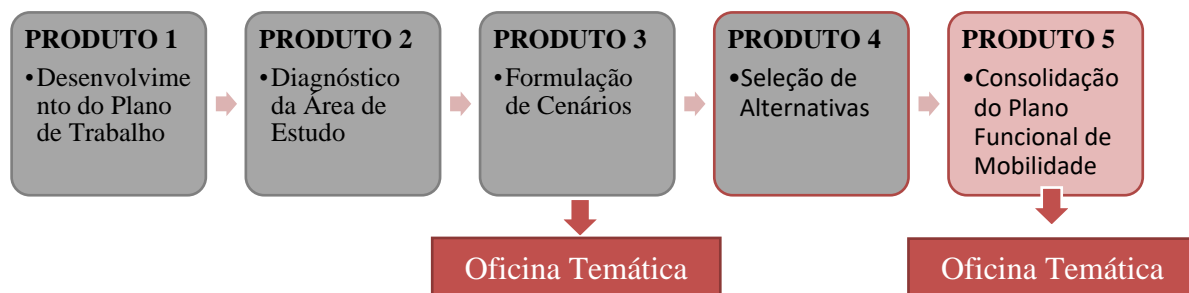 PRODUTO 1
•Desenvolvime
nto do Plano
de Trabalho
PRODUTO 2
•Diagnóstico
da Área de
Estudo
PRODUTO 3
•Formulação
de Cenários
PRODUTO 4
•Seleção de
Alternativas
PRODUTO 5
•Consolidação
do Plano
Funcional de
Mobilidade
Oficina Temática
Oficina Temática